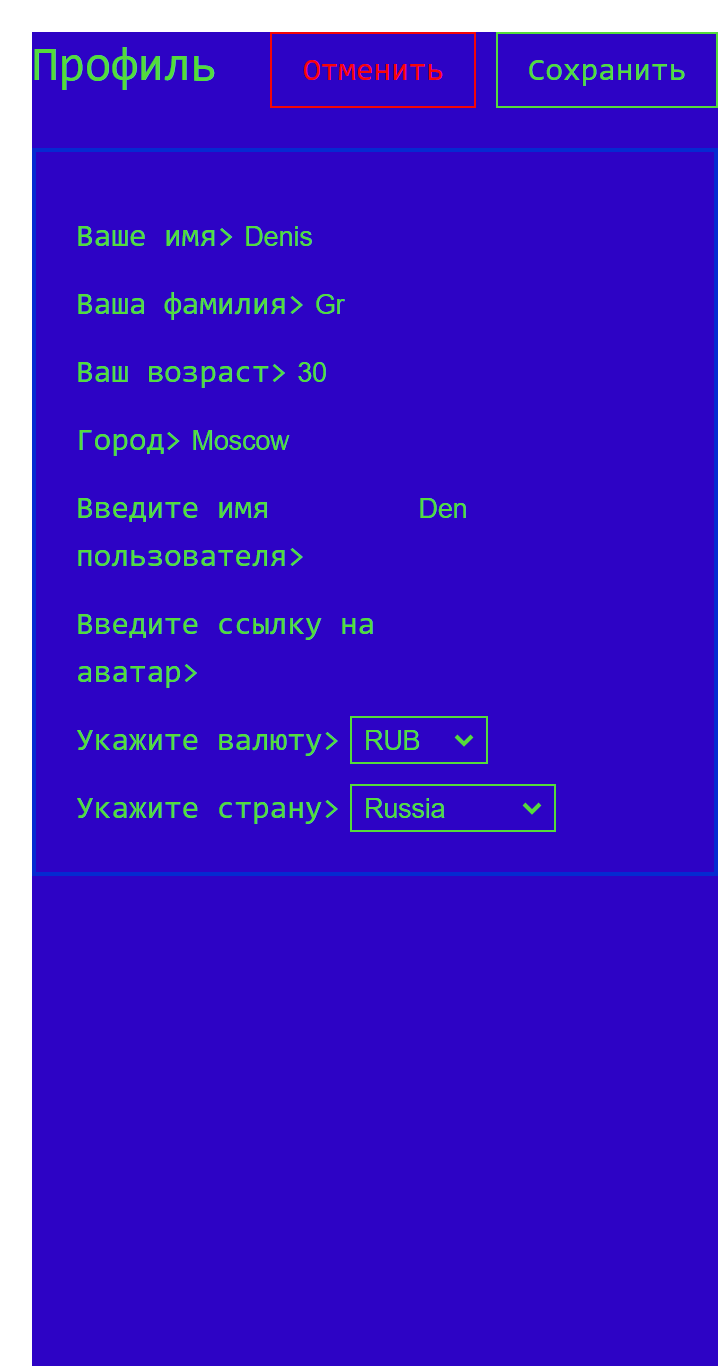 Профиль Отменить Сохранить
Ваше имя> Denis
Ваша фамилия> Gr
Ваш возраст> 30
Город> Moscow
Введите имя Den
пользователя>
Введите ссылку на
аватар>
Укажите валюту> RUB
Укажите страну> Russia